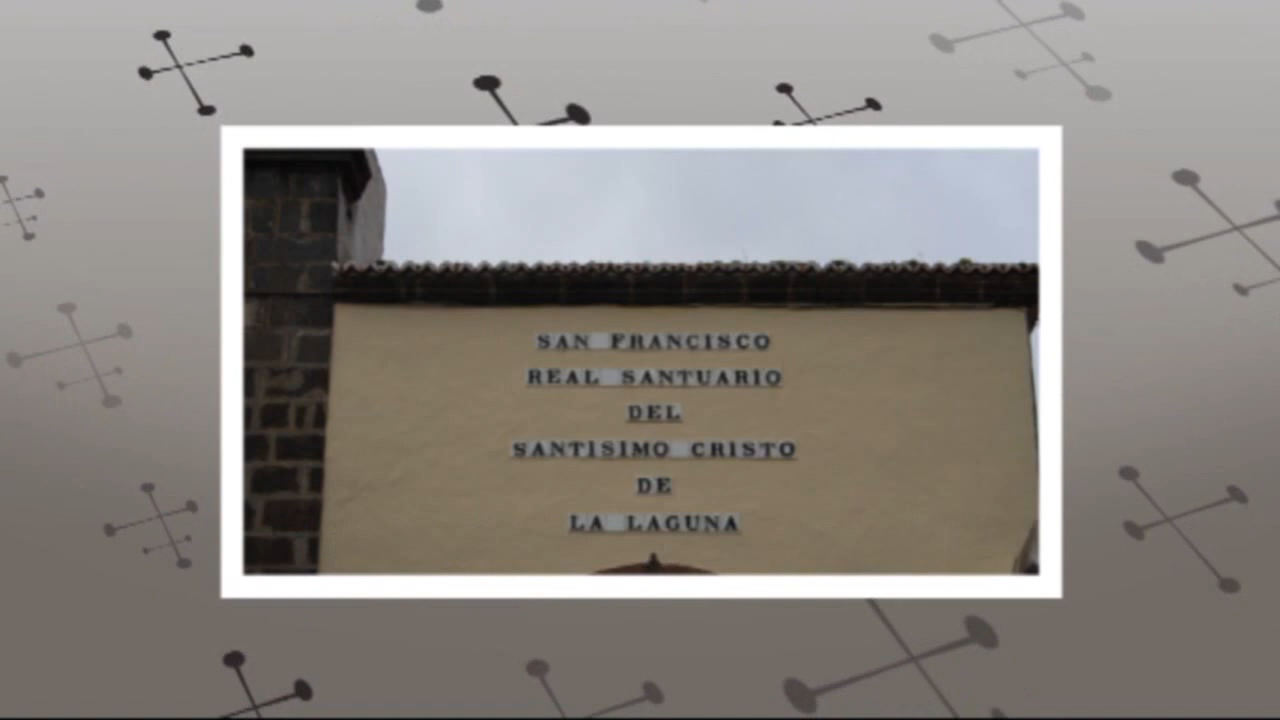 SAN FRANCISCO
REAL SANTUARIO
DEL
SANTISIMO CRISTO
DE
LA LAGUNA